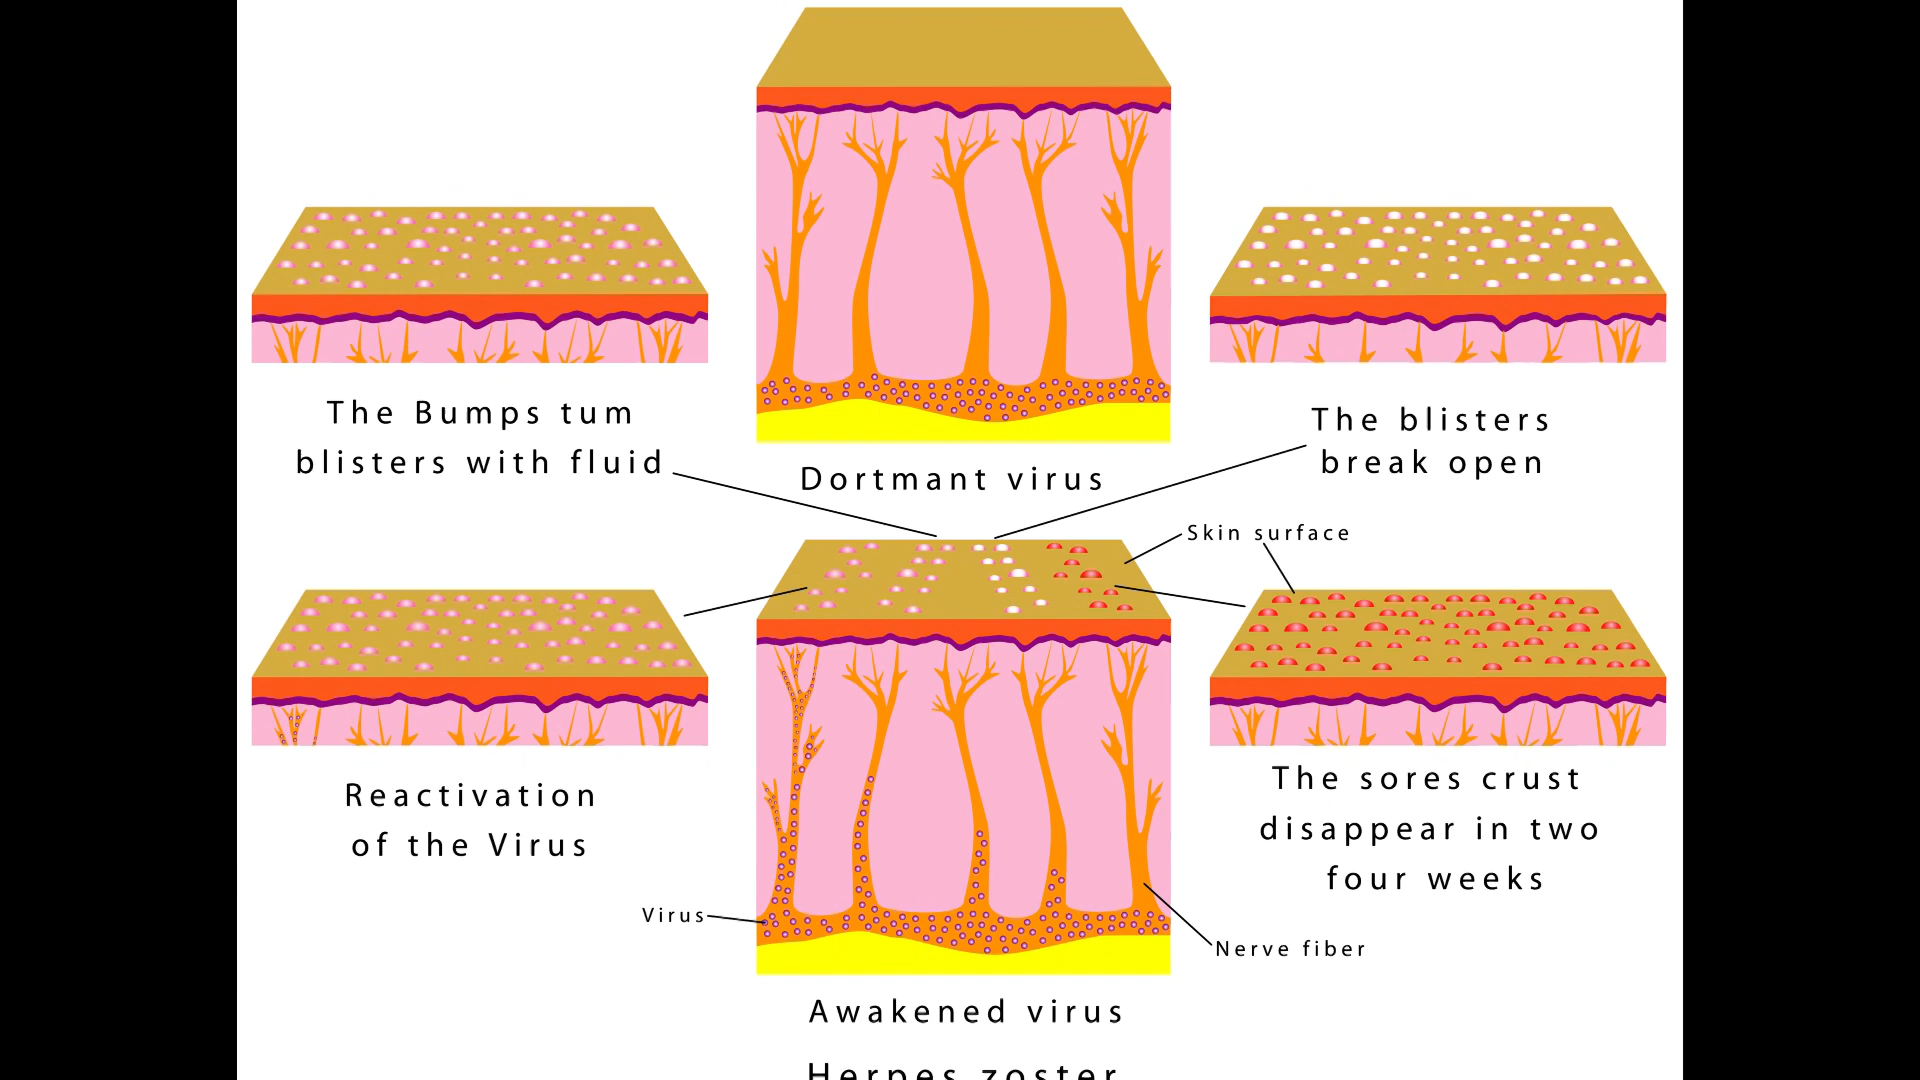 The Bumps tum
blisters with fluid
Dortmant virus
The blisters
break open
Skin surface
Reactivation
of the Virus
The sores crust
disappear in two
four weeks
Virus
Nerve fiber
Awakened virus
Herpes zoster